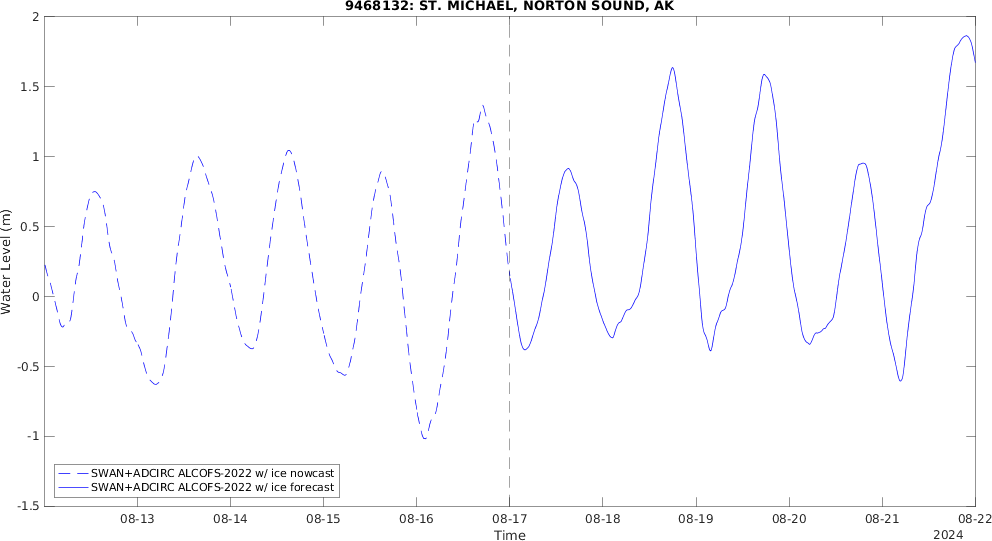 9468132: ST. MICHAEL, NORTON SOUND, AK
Water Level (m)
2
1.5
1
0.5
0
-0.5
-1
-1.5
SWAN+ADCIRC ALCOFS-2022 w/ ice nowcast
SWAN+ADCIRC ALCOFS-2022 w/ ice forecast
08-13 08-14 08-15 08-16 08-17 08-18 08-19 08-20 08-21 08-22
Time
2024